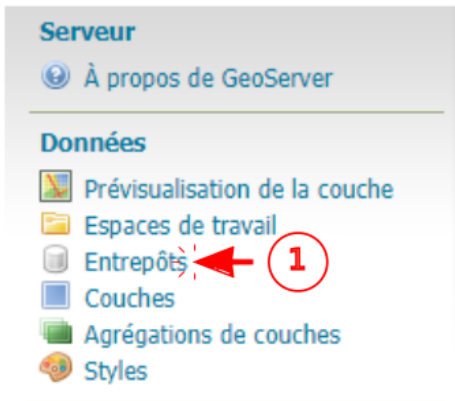 Serveur
À propos de GeoServer
Données
Prévisualisation de la couche
Espaces de travail
Entrepôts 1
Couches
Agrégations de couches
Styles